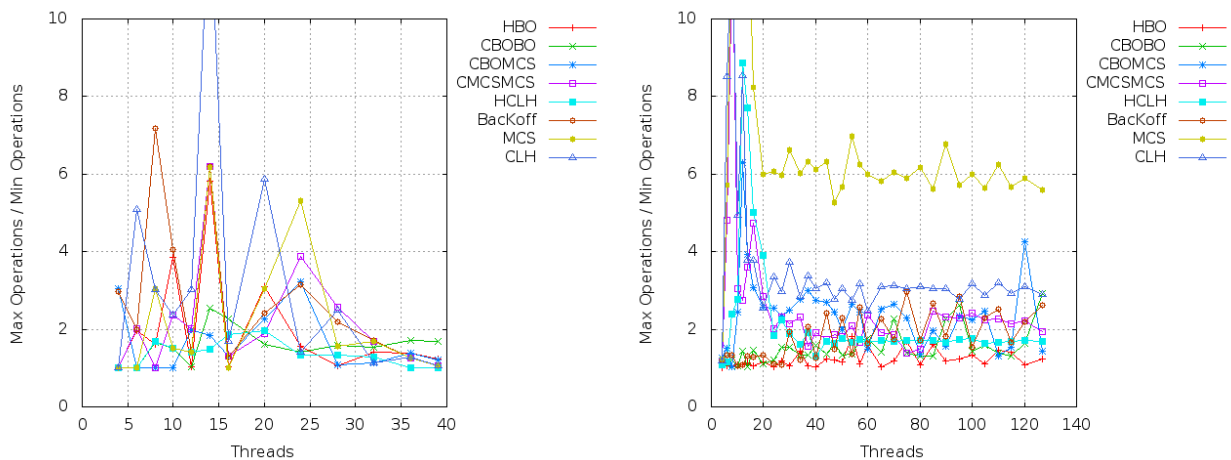 Max Operations / Min Operations
10
8
6
4
2
0
0 5 10 15 20 25 30 35 40
Threads
HBO
CBOBO
CBOMCS
CMCSMCS
HCLH
BacKoff
MCS
CLH
Max Operations / Min Operations
10
8
6
4
2
0
0 20 40 60 80 100 120 140
Threads
HBO
CBOBO
CBOMCS
CMCSMCS
HCLH
BacKoff
MCS
CLH